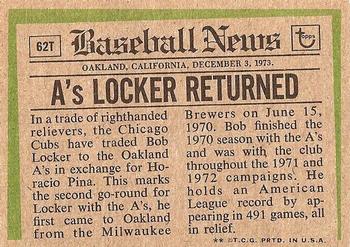 62T
Baseball News
topps
OAKLAND, CALIFORNIA, DECEMBER 3, 1973.
A's LOCKER RETURNED
In a trade of righthanded
relievers, the Chicago
Cubs have traded Bob
Locker to the Oakland
A's in exchange for Ho-
racio Pina. This marks
the second go-round for
Locker with the A's, he
first came to Oakland
from the Milwaukee
Brewers on June 15,
1970. Bob finished the
1970 season with the A's
and was with the club
throughout the 1971
and 1972 campaigns. He
holds an American
League record by ap-
pearing in 491 games, all
in relief.
** ©T.C.G. PRTD. IN U.S.A.